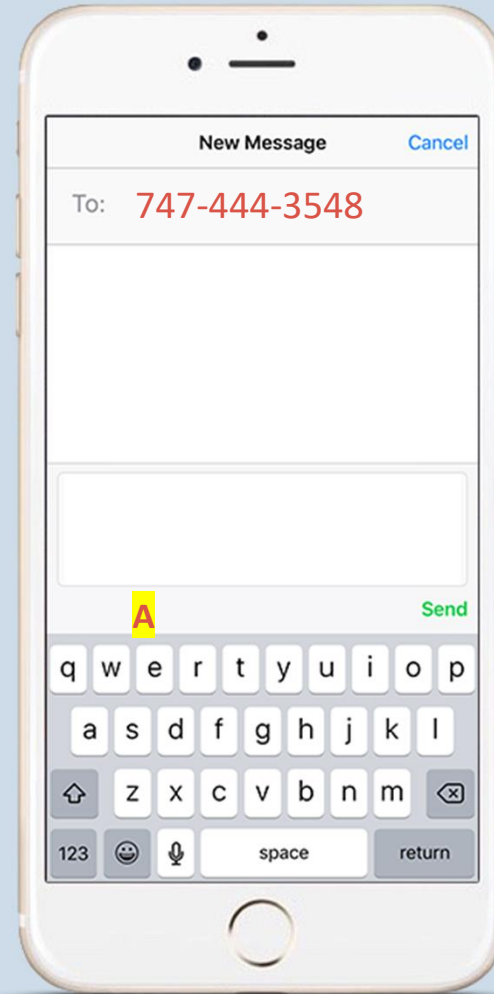 New Message Cancel
To: 747-444-3548
A
Send
q w e r t y u i o p
a s d f g h j k l
z x c v b n m
123 space return